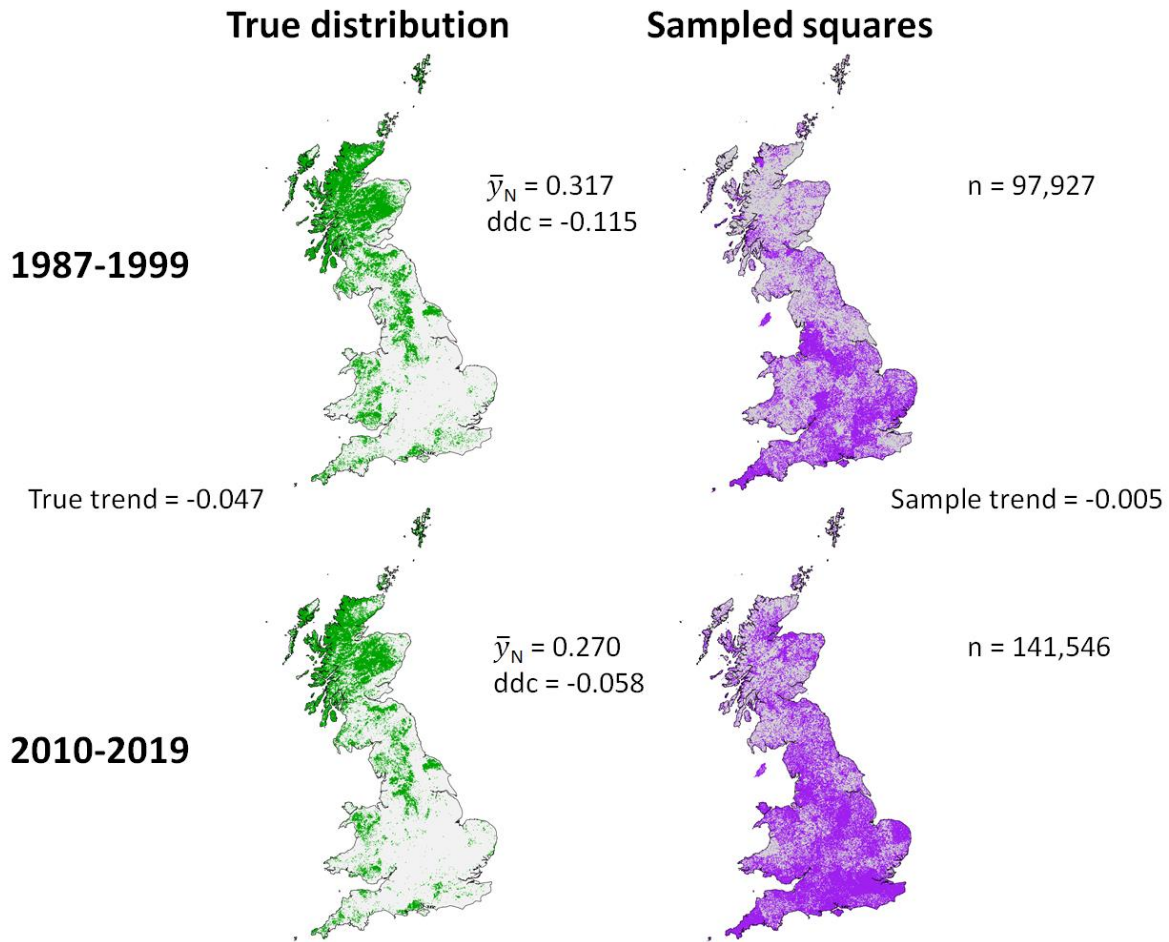 True distribution
Sampled squares
1987-1999
ȳN = 0.317
ddc = -0.115
n = 97,927
True trend = -0.047
Sample trend = -0.005
2010-2019
ȳN = 0.270
ddc = -0.058
n = 141,546